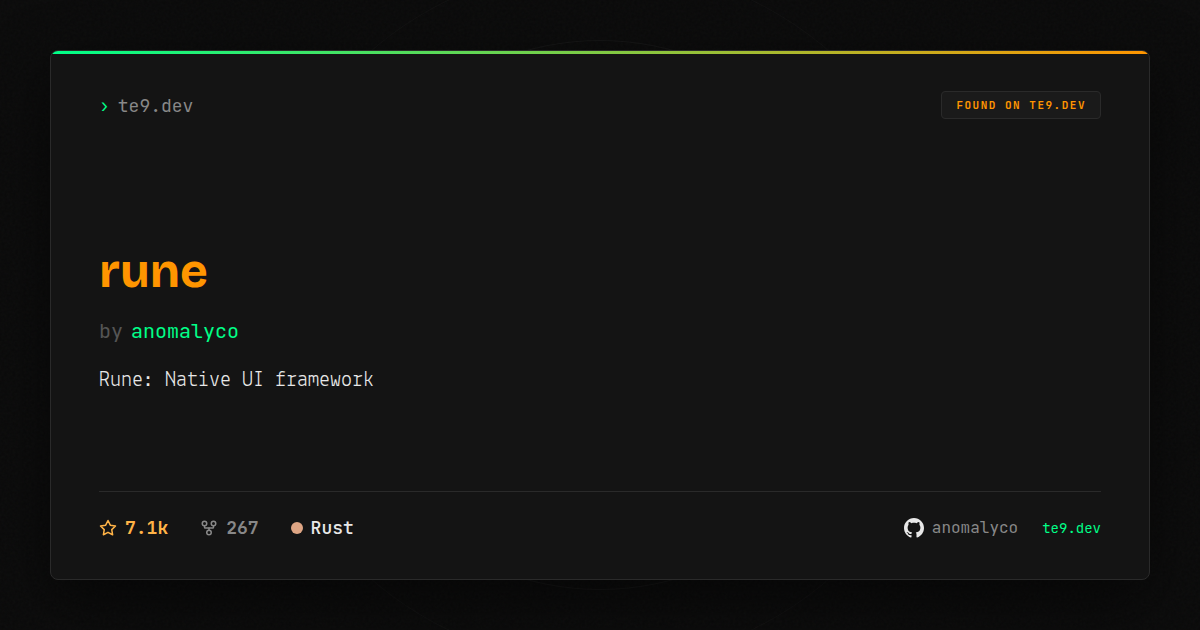 › te9.dev
FOUND ON TE9.DEV
rune
by anomalyco
Rune: Native UI framework
7.1k 267 Rust
anomalyco te9.dev